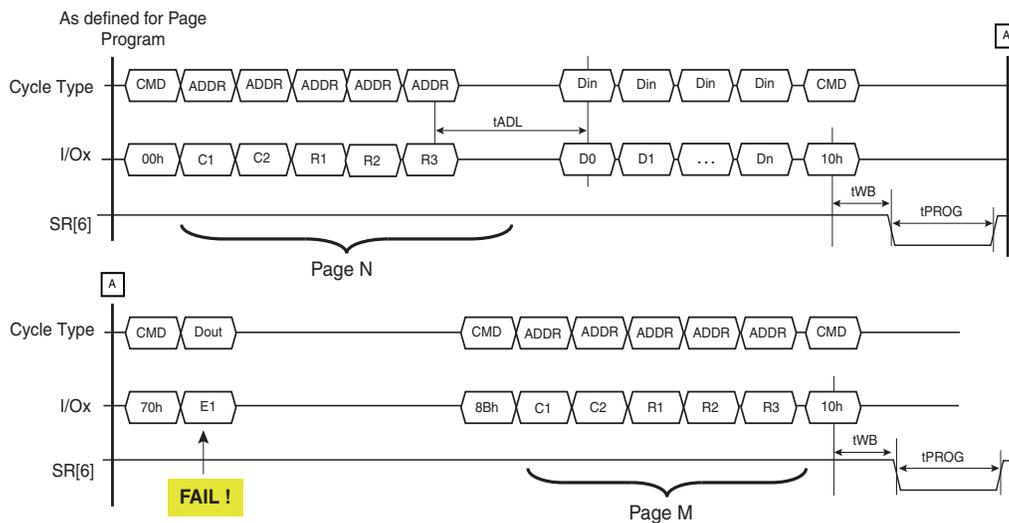 As defined for Page
Program
A
Cycle Type CMD ADDR ADDR ADDR ADDR ADDR Din Din Din Din CMD
tADL
I/Ox 00h C1 C2 R1 R2 R3 D0 D1 ... Dn 10h
tWB tPROG
SR[6]
Page N
A
Cycle Type CMD Dout CMD ADDR ADDR ADDR ADDR ADDR CMD
I/Ox 70h E1 8Bh C1 C2 R1 R2 R3 10h
tWB tPROG
SR[6]
FAIL !
Page M